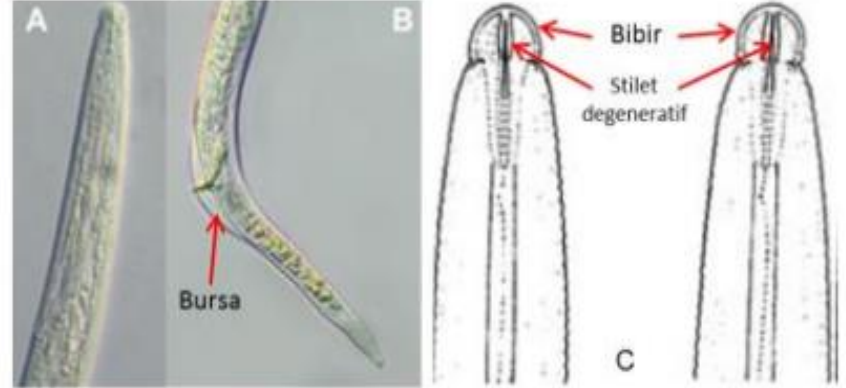 A
B
Bursa
Bibir
Stilet
degeneratif
C